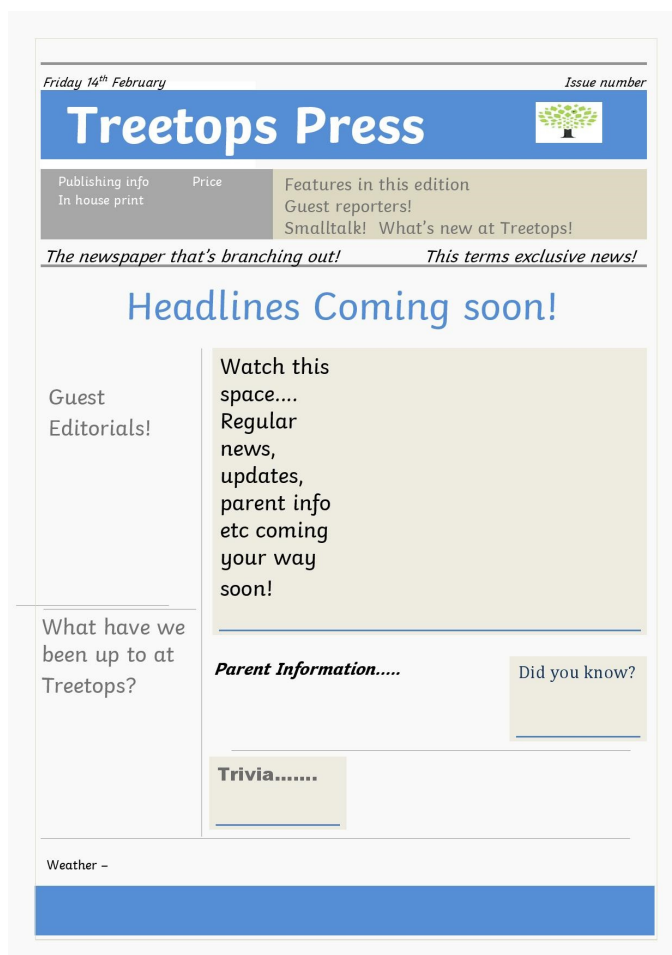 Friday 14th February Issue number
Treetops Press
Publishing info Price
In house print
Features in this edition
Guest reporters!
Smalltalk! What's new at Treetops!
The newspaper that's branching out! This terms exclusive news!
Headlines Coming soon!
Guest
Editorials!
Watch this
space....
Regular
news,
updates,
parent info
etc coming
your way
soon!
What have we
been up to at
Treetops?
Parent Information.....
Did you know?
Trivia.......
Weather –